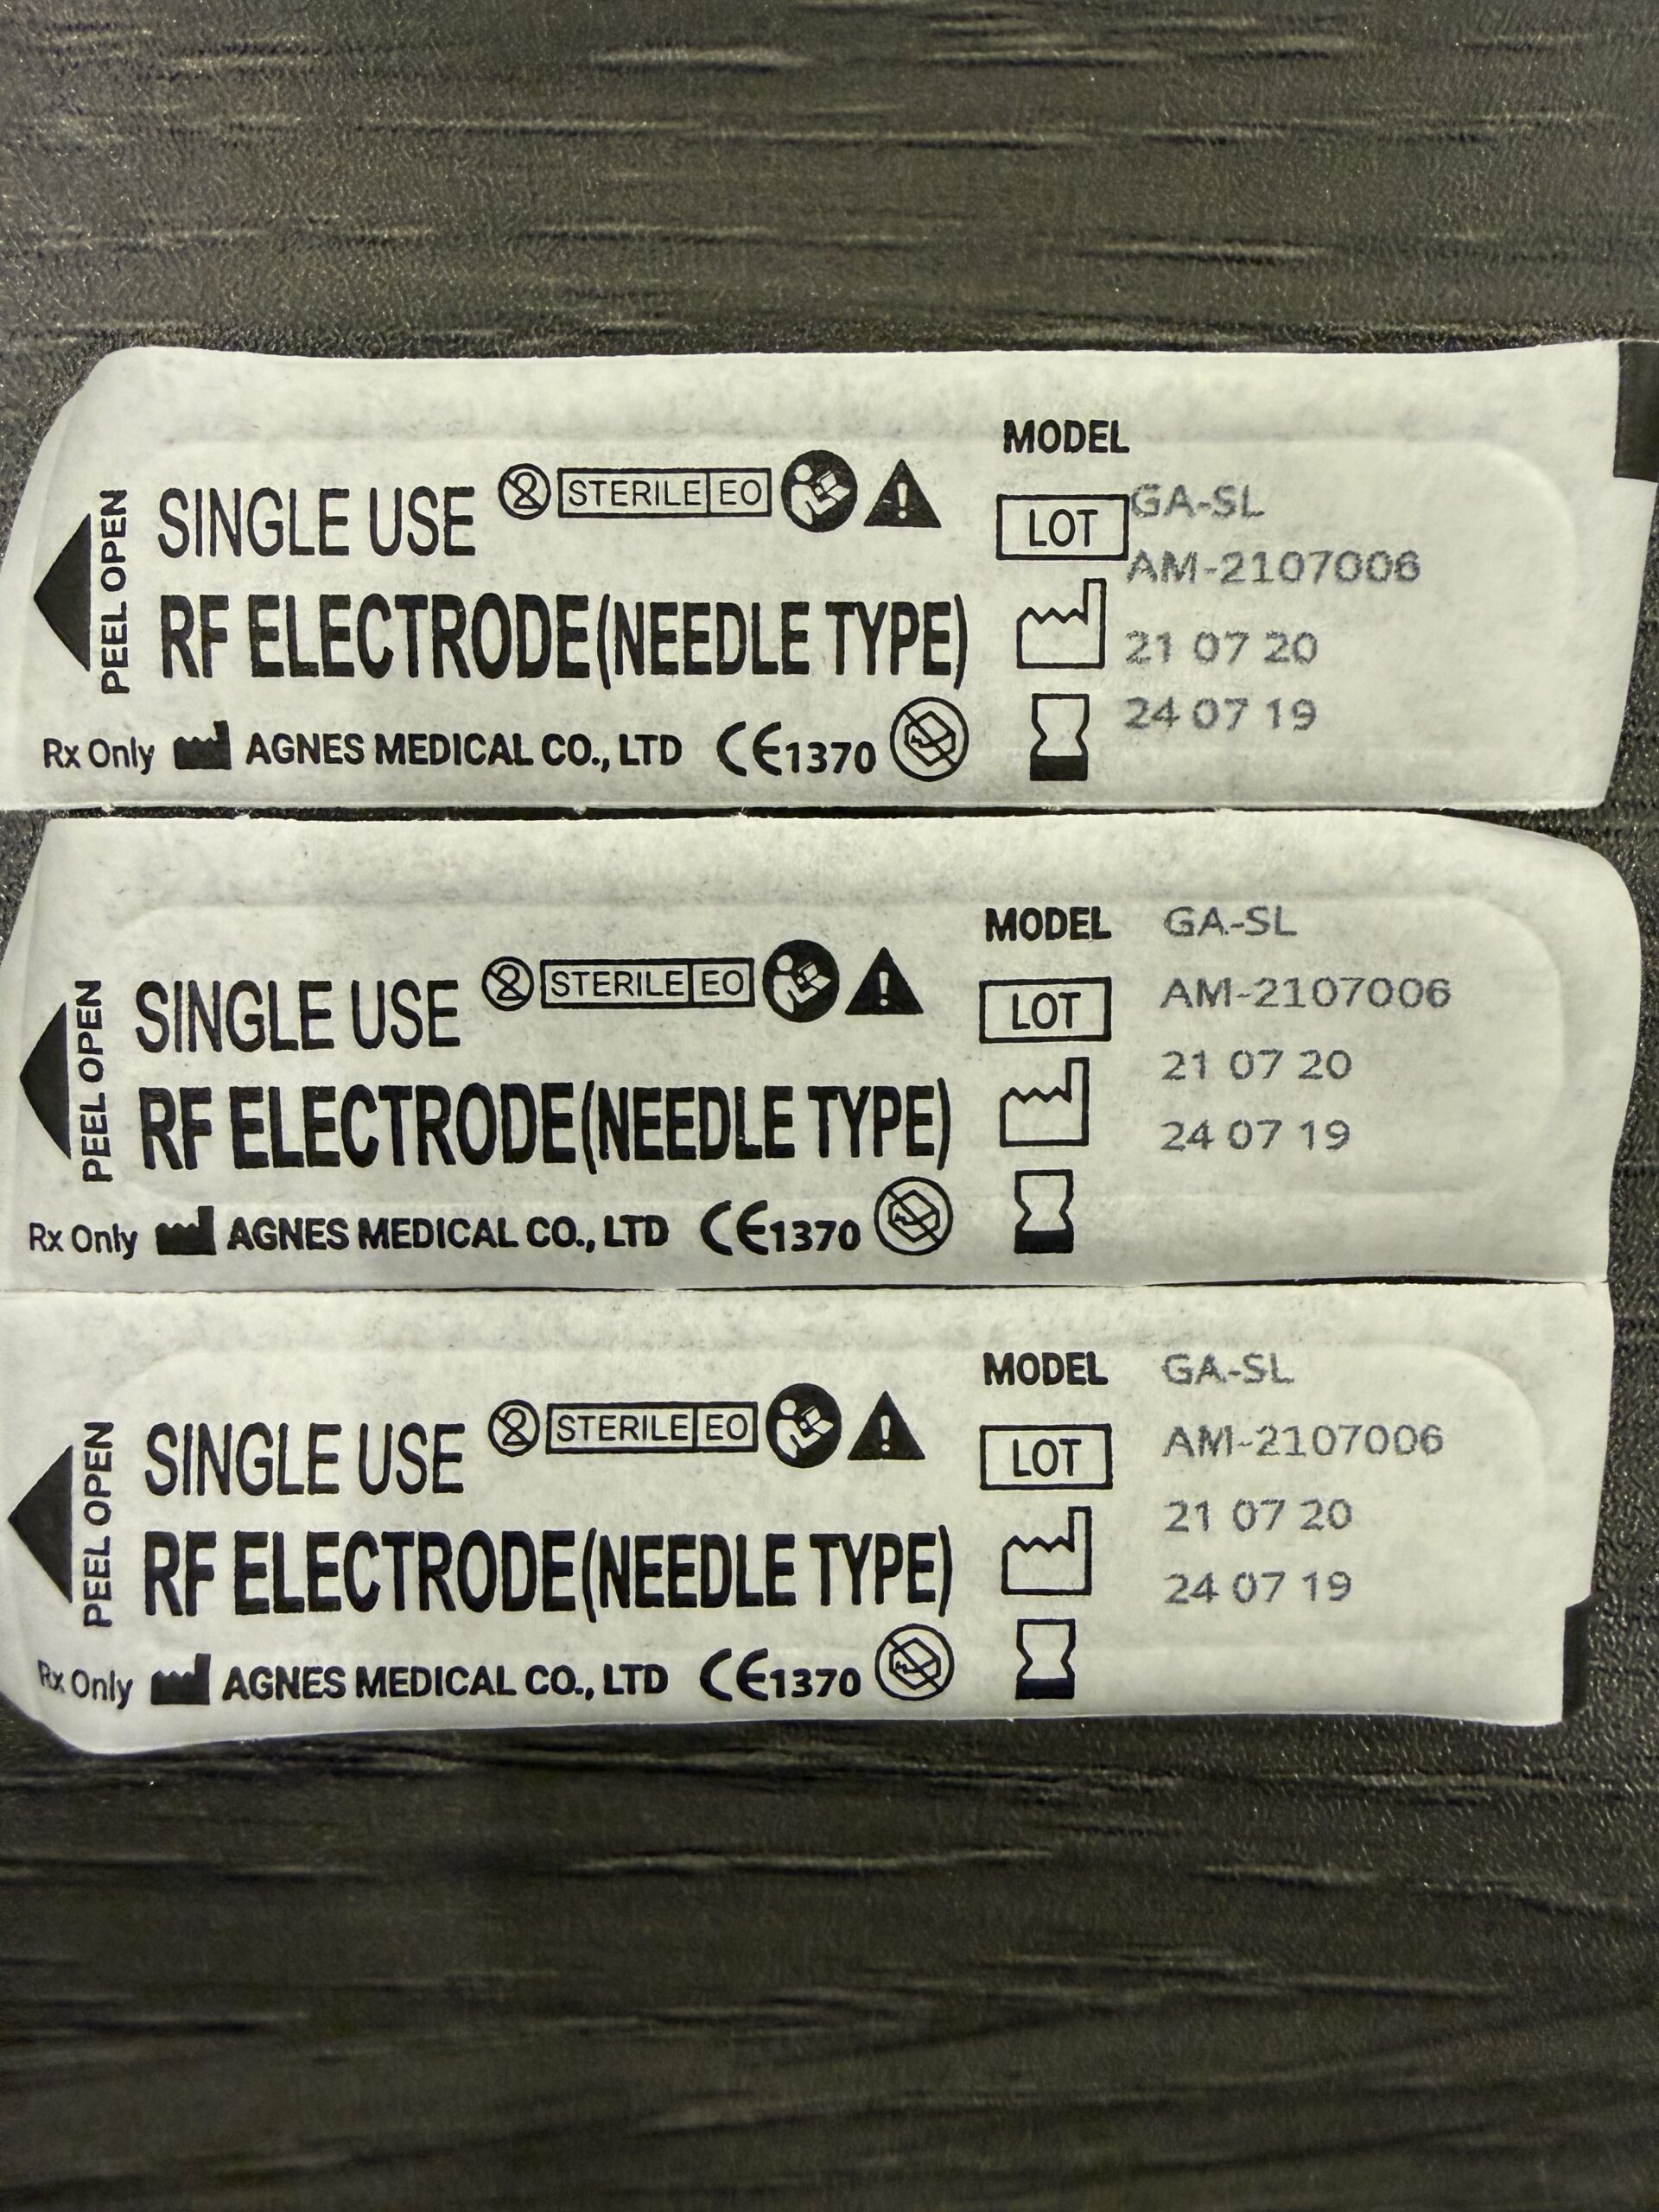 PEEL OPEN
SINGLE USE 2 STERILE EO
RF ELECTRODE(NEEDLE TYPE)
Rx Only AGNES MEDICAL CO., LTD CE1370
MODEL
GA-SL
LOT
AM-2107006
21 07 20
24 07 19
PEEL OPEN
SINGLE USE 2 STERILE EO
RF ELECTRODE(NEEDLE TYPE)
Rx Only AGNES MEDICAL CO., LTD CE1370
MODEL GA-SL
LOT AM-2107006
21 07 20
24 07 19
PEEL OPEN
SINGLE USE 2 STERILE EO
RF ELECTRODE(NEEDLE TYPE)
Rx Only AGNES MEDICAL CO., LTD CE1370
MODEL GA-SL
LOT AM-2107006
21 07 20
24 07 19